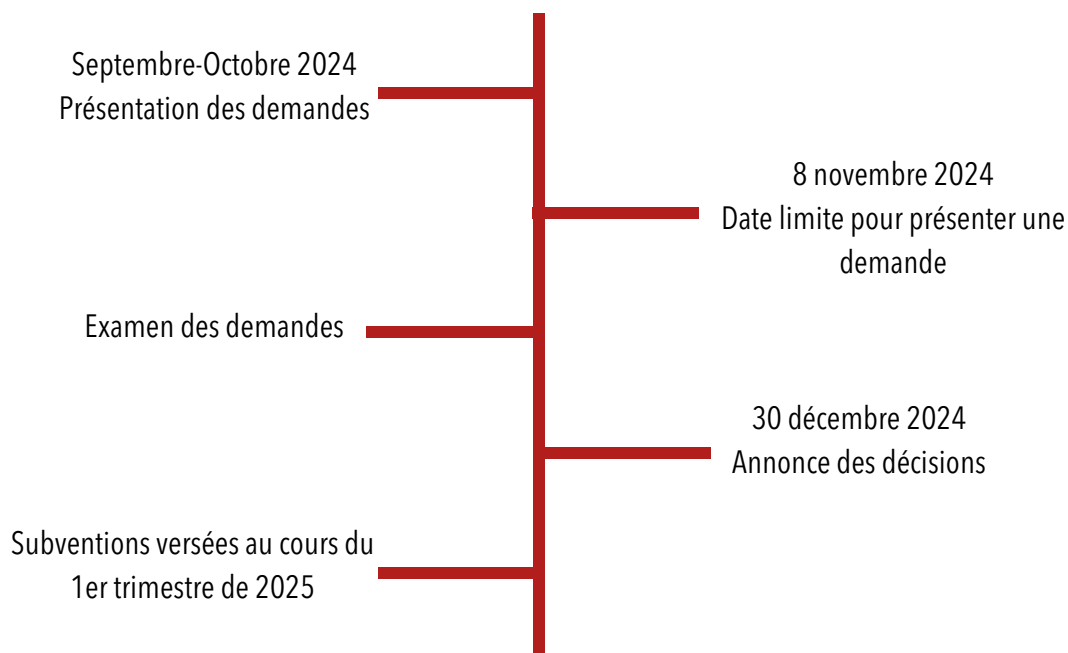 Septembre-Octobre 2024
Présentation des demandes
8 novembre 2024
Date limite pour présenter une
demande
Examen des demandes
30 décembre 2024
Annonce des décisions
Subventions versées au cours du
1er trimestre de 2025